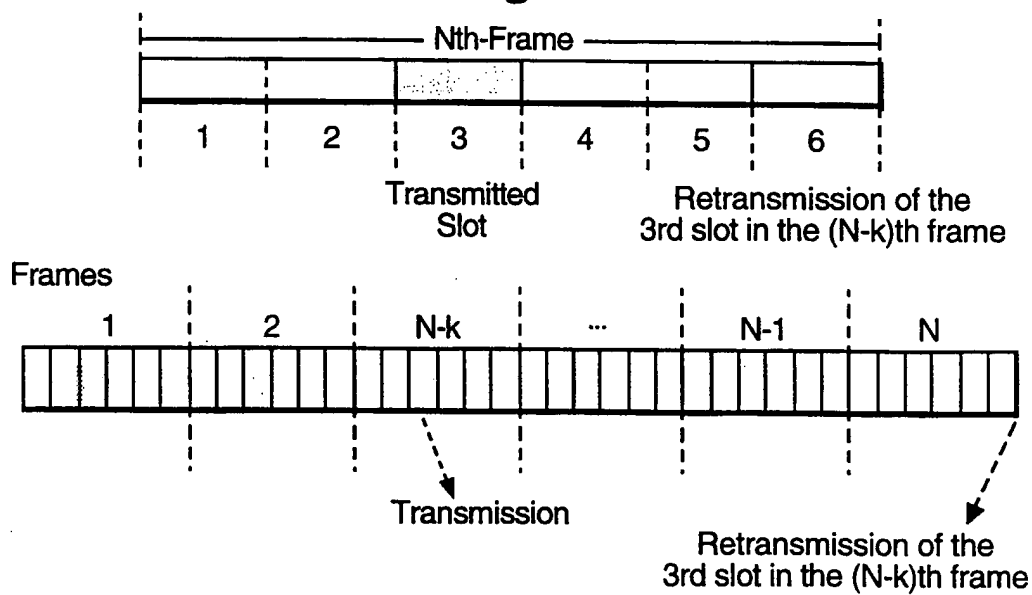 Nth-Frame
1 2 3 4 5 6
Transmitted
Slot
Retransmission of the
3rd slot in the (N-k)th frame
Frames
1 2 N-k ... N-1 N
Transmission
Retransmission of the
3rd slot in the (N-k)th frame